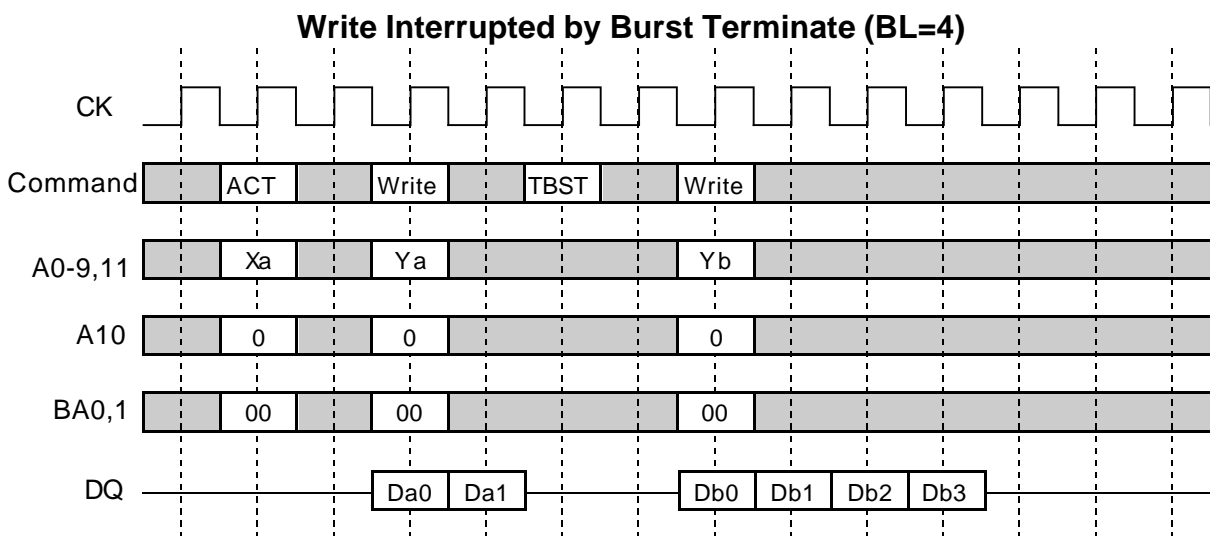 Write Interrupted by Burst Terminate (BL=4)
CK
Command ACT Write TBST Write
A0-9,11 Xa Ya Yb
A10 0 0 0
BA0,1 00 00 00
DQ Da0 Da1 Db0 Db1 Db2 Db3